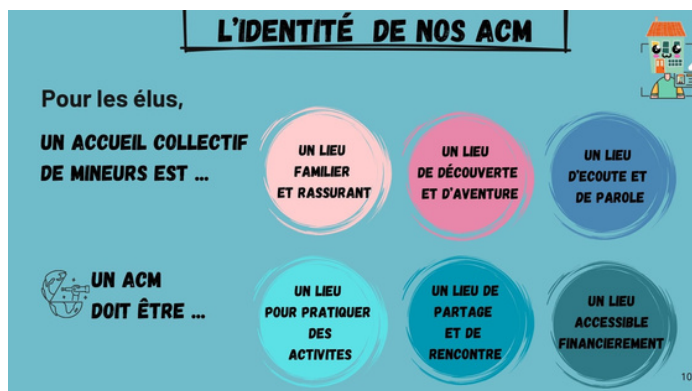 L'IDENTITÉ DE NOS ACM
Pour les élus,
UN ACCUEIL COLLECTIF
DE MINEURS EST ...
UN LIEU
FAMILIER
ET RASSURANT
UN LIEU
DE DÉCOUVERTE
ET D'AVENTURE
UN LIEU
D'ECOUTE ET
DE PAROLE
UN ACM
DOIT ÊTRE ...
UN LIEU
POUR PRATIQUER
DES
ACTIVITES
UN LIEU DE
PARTAGE
ET DE
RENCONTRE
UN LIEU
ACCESSIBLE
FINANCIEREMENT
10